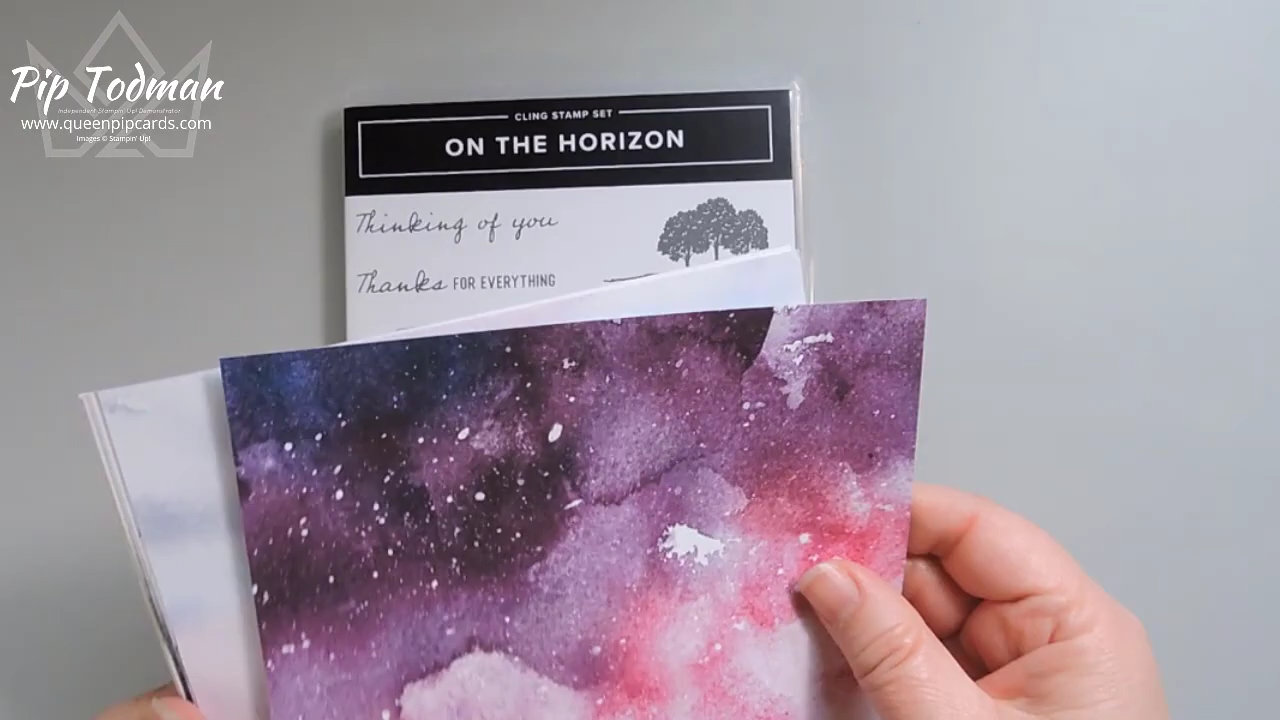 Pip Todman
Independent Stampin' Up! Demonstrator
www.queenpipcards.com
Images © Stampin' Up!
CLING STAMP SET
ON THE HORIZON
Thinking of you
Thanks FOR EVERYTHING